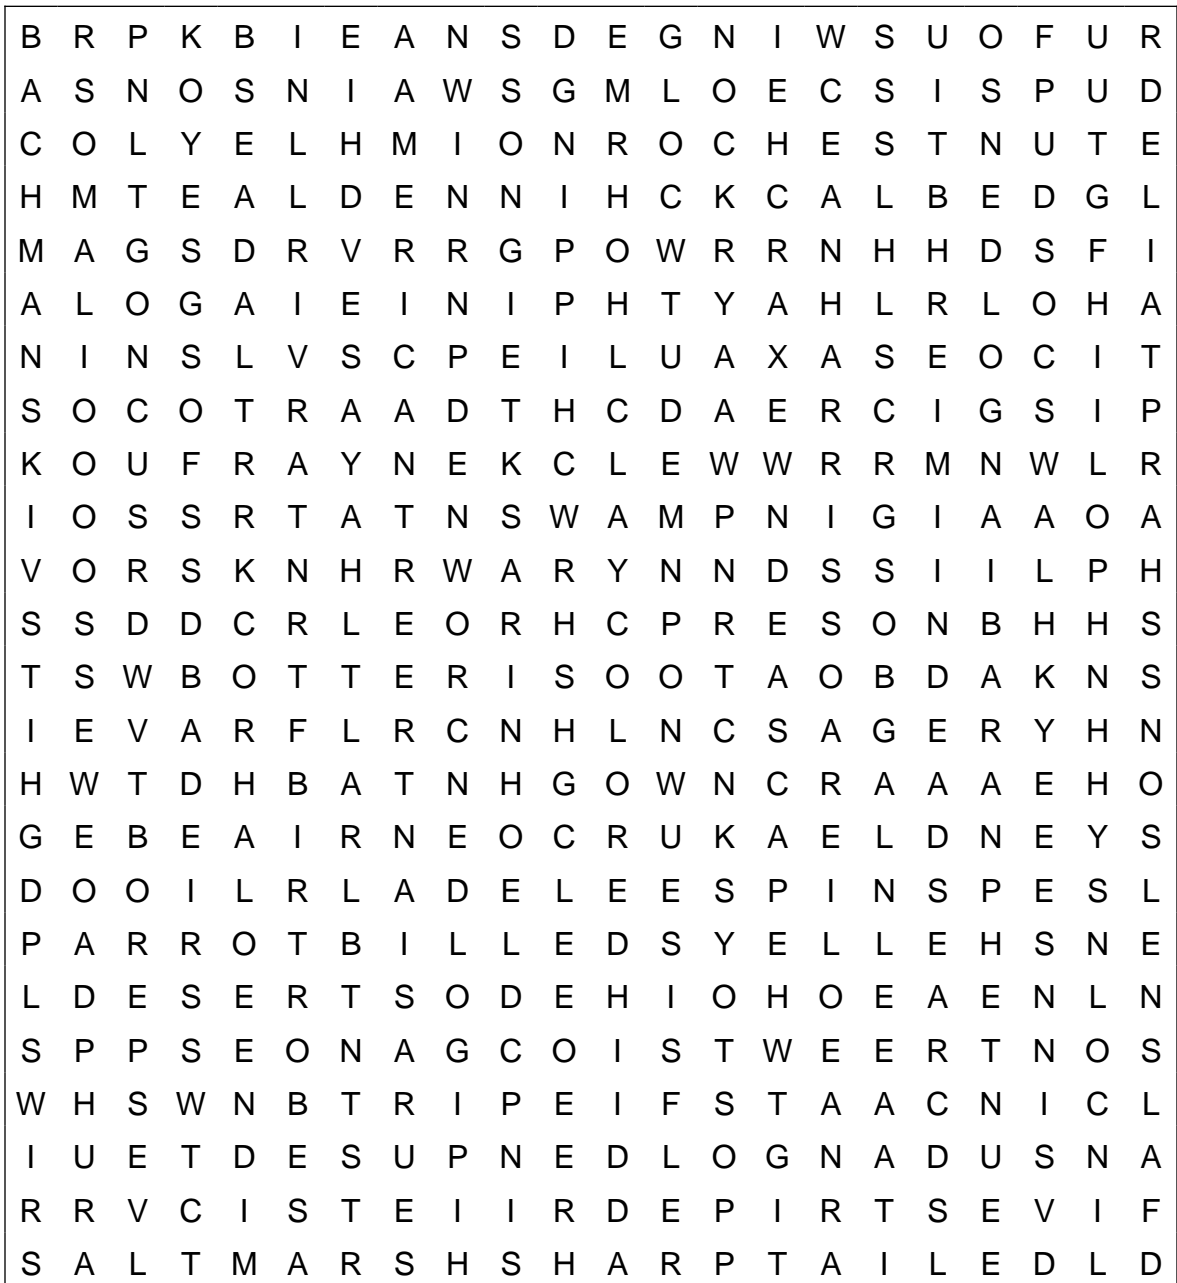 B R P K B I E A N S D E G N I W S U O F U R
A S N O S N I A W S G M L O E C S I S P U D
C O L Y E L H M I O N R O C H E S T N U T E
H M T E A L D E N N I H C K C A L B E D G L
M A G S D R V R R G P O W R R N H H D S F I
A L O G A I E I N I P H T Y A H L R L O H A
N I N S L V S C P E I L U A X A S E O C I T
S O C O T R A A D T H C D A E R C I G S I P
K O U F R A Y N E K C L E W W R R M N W L R
I O S S R T A T N S W A M P N I G I A A O A
V O R S K N H R W A R Y N N D S S I I L P H
S S D D C R L E O R H C P R E S O N B H H S
T S W B O T T E R I S O O T A O B D A K N S
I E V A R F L R C N H L N C S A G E R Y H N
H W T D H B A T N H G O W N C R A A A E H O
G E B E A I R N E O C R U K A E L D N E Y S
D O O I L R L A D E L E E S P I N S P E S L
P A R R O T B I L L E D S Y E L L E H S N E
L D E S E R T S O D E H I O H O E A E N L N
S P P S E O N A G C O I S T W E E R T N O S
W H S W N B T R I P E I F S T A A C N I C L
I U E T D E S U P N E D L O G N A D U S N A
R R V C I S T E I I R D E P I R T S E V I F
S A L T M A R S H S H A R P T A I L E D L D